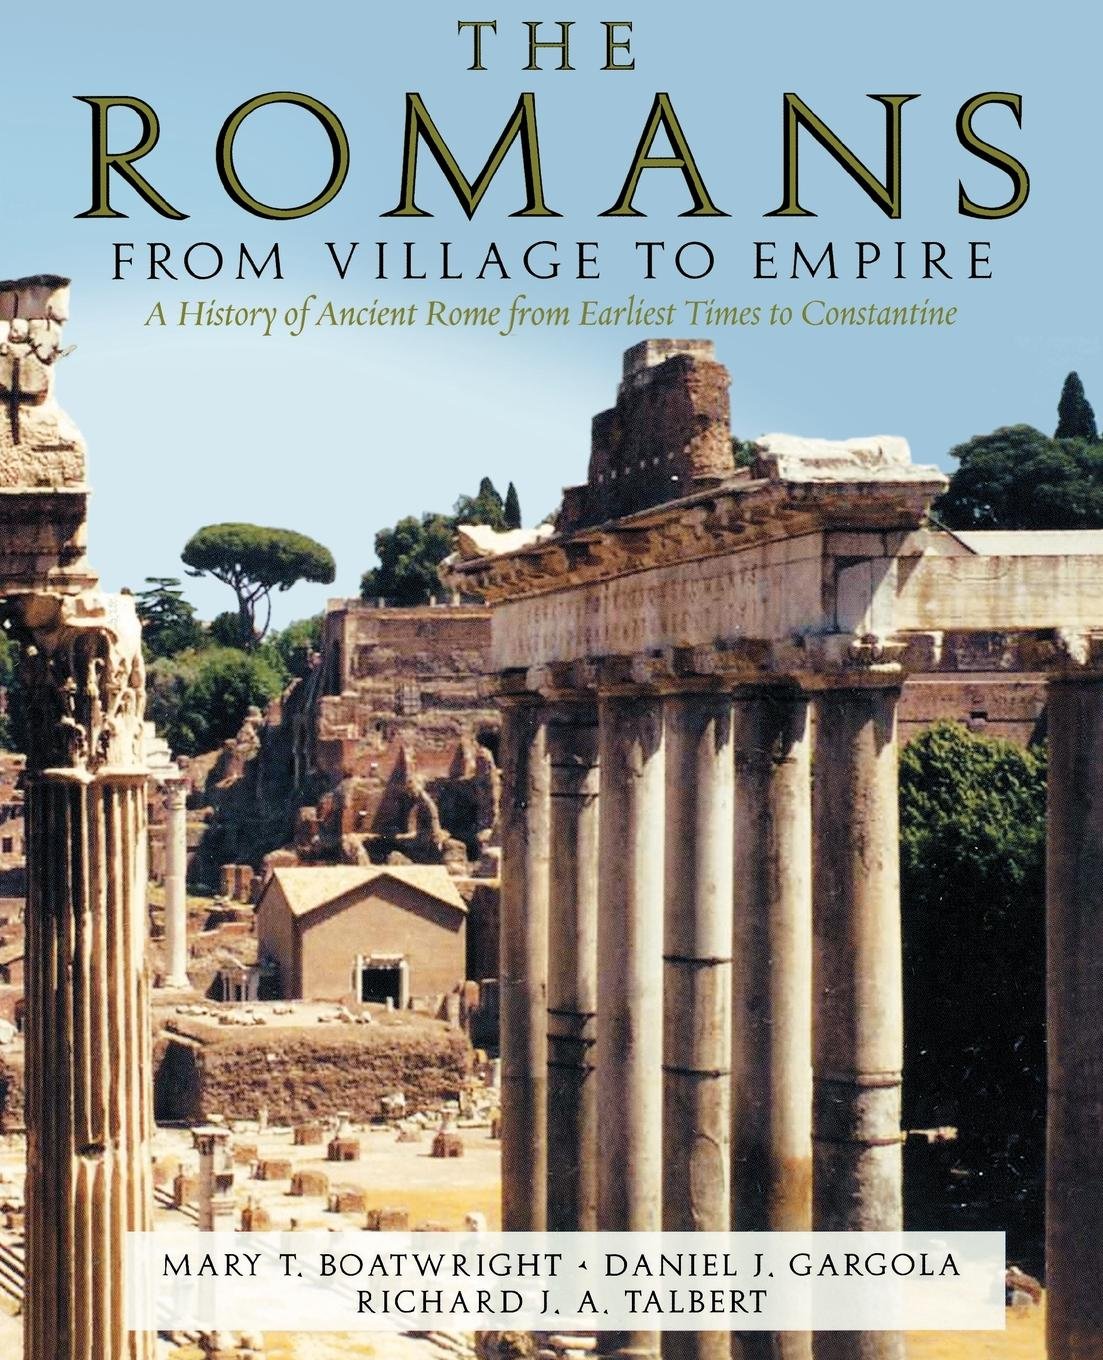 THE
ROMANS
FROM VILLAGE TO EMPIRE
A History of Ancient Rome from Earliest Times to Constantine
MARY T. BOATWRIGHT · DANIEL J. GARGOLA
RICHARD J. A. TALBERT